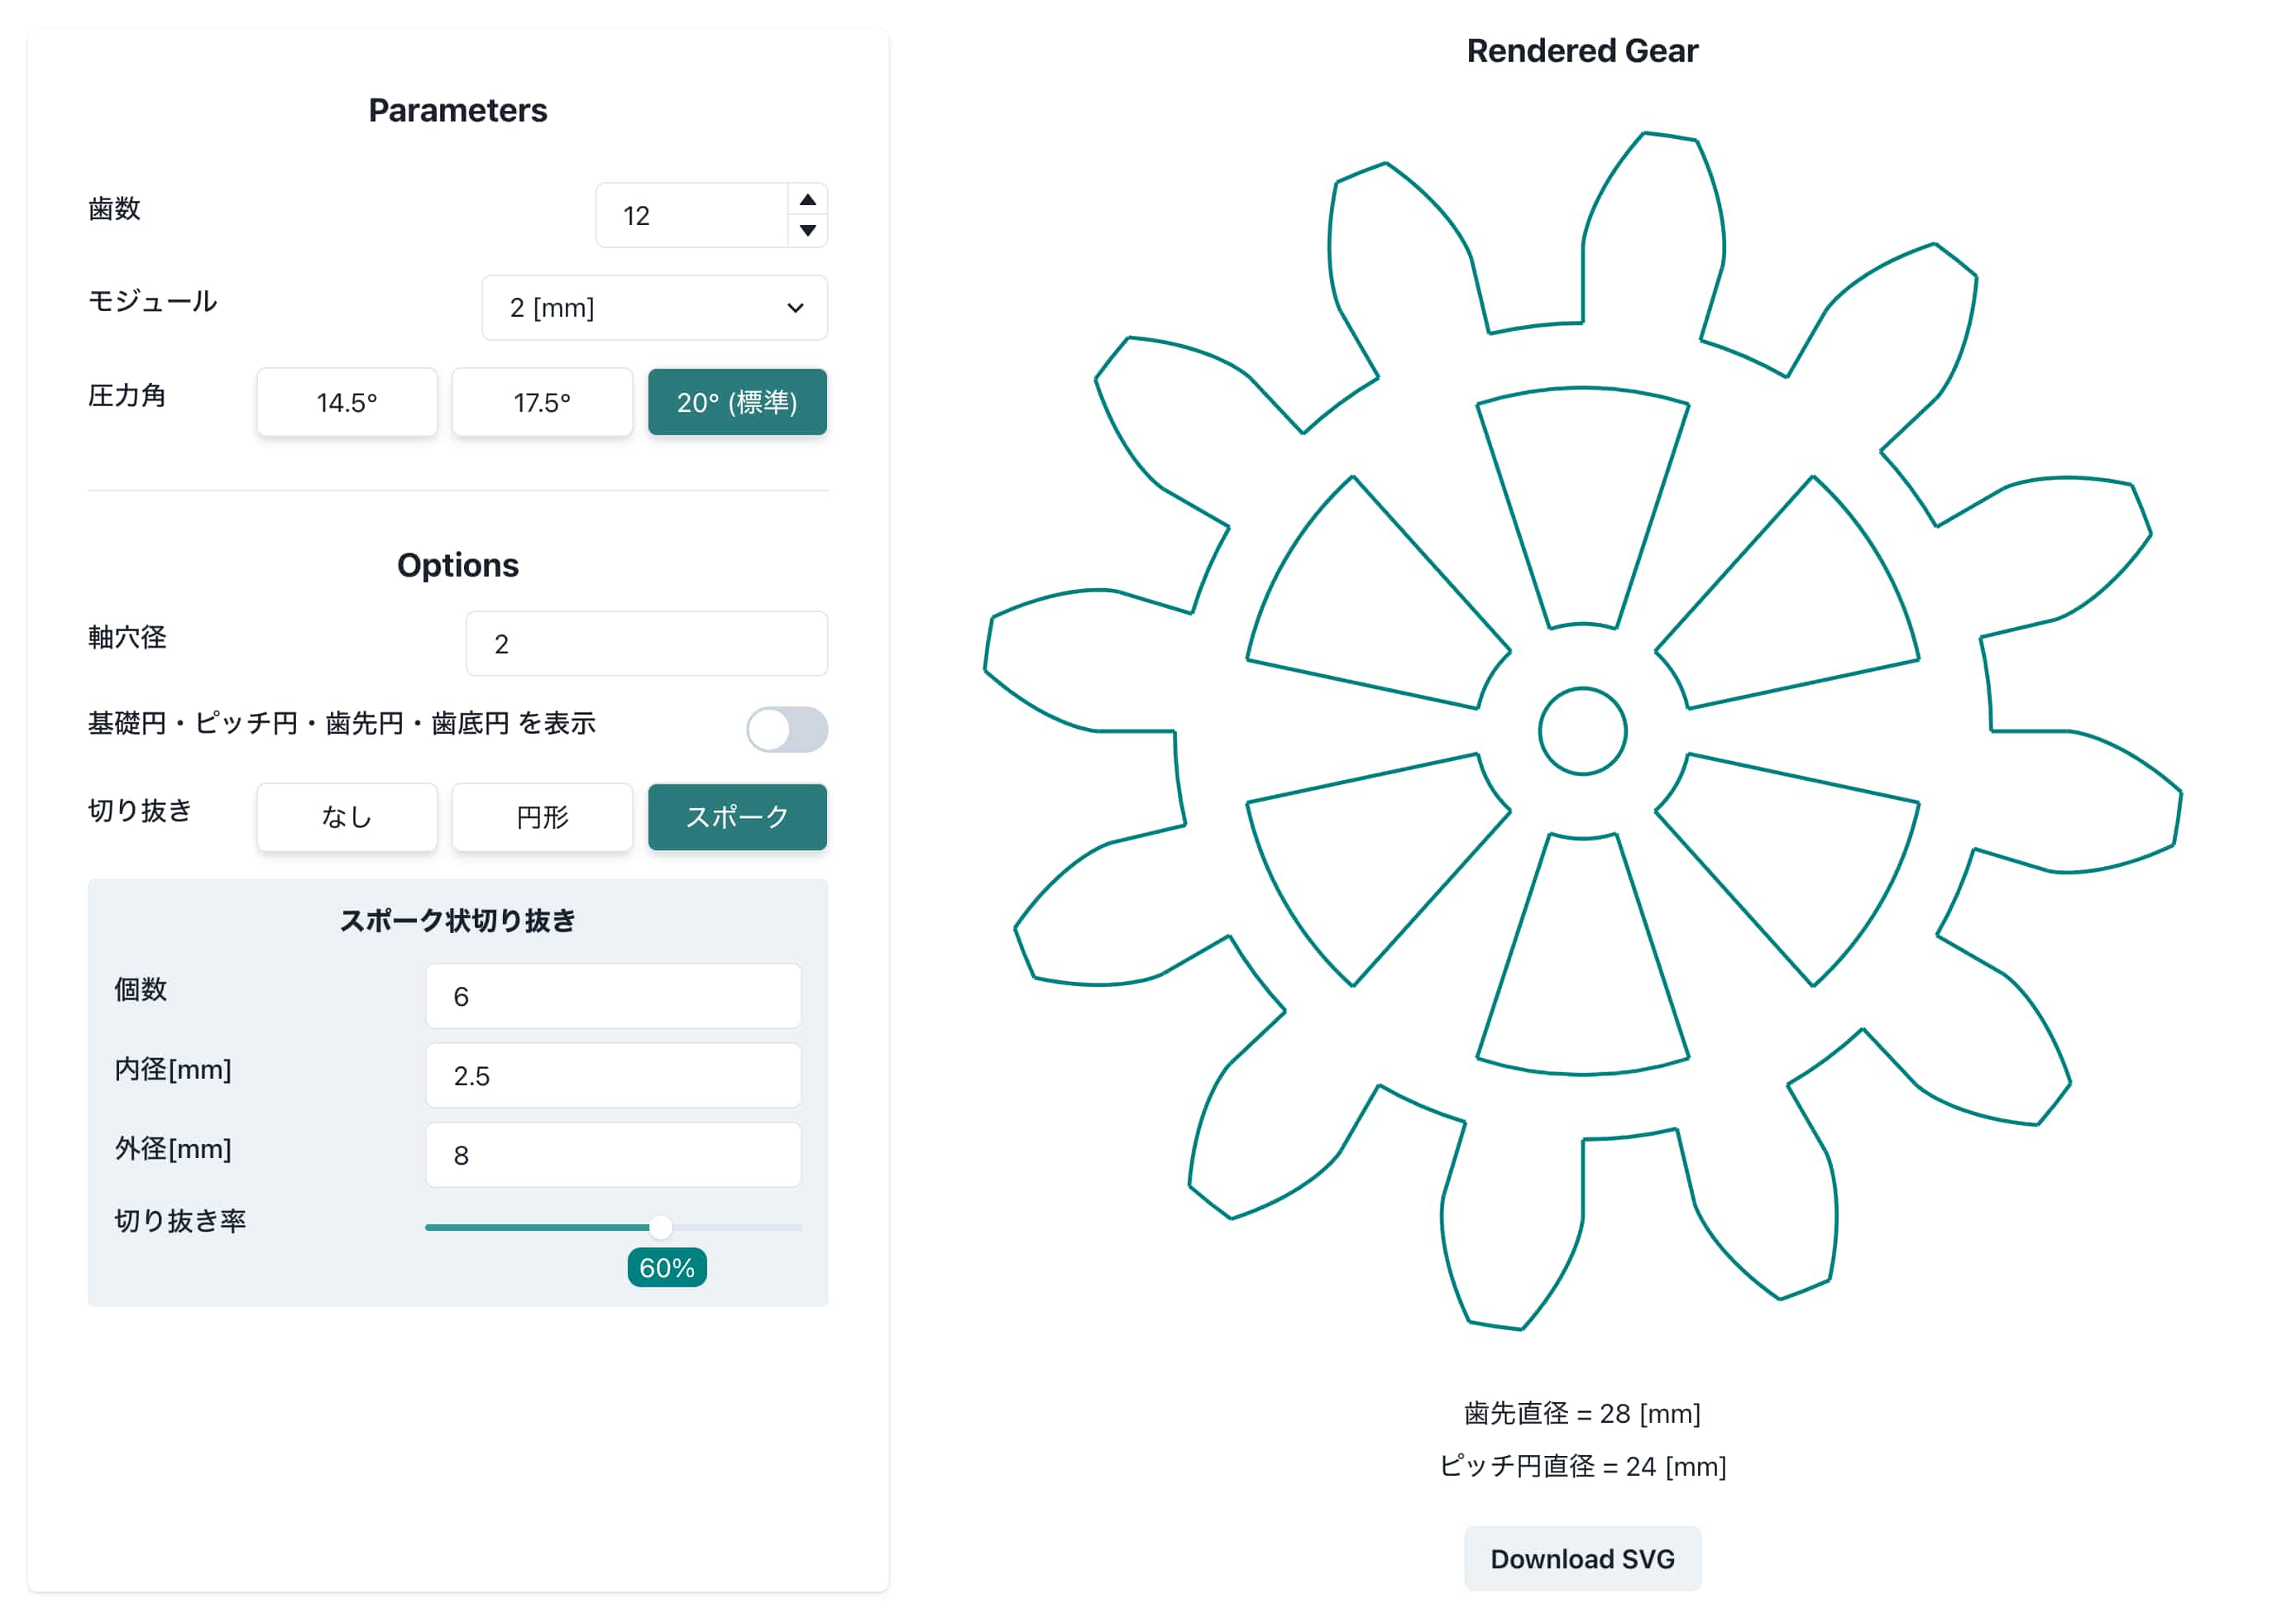 Parameters
歯数
12
モジュール
2 [mm]
圧力角
14.5°
17.5°
20° (標準)
Options
軸穴径
2
基礎円・ピッチ円・歯先円・歯底円 を表示
切り抜き
なし
円形
スポーク
スポーク状切り抜き
個数
6
内径[mm]
2.5
外径[mm]
8
切り抜き率
60%
Rendered Gear
歯先直径 = 28 [mm]
ピッチ円直径 = 24 [mm]
Download SVG